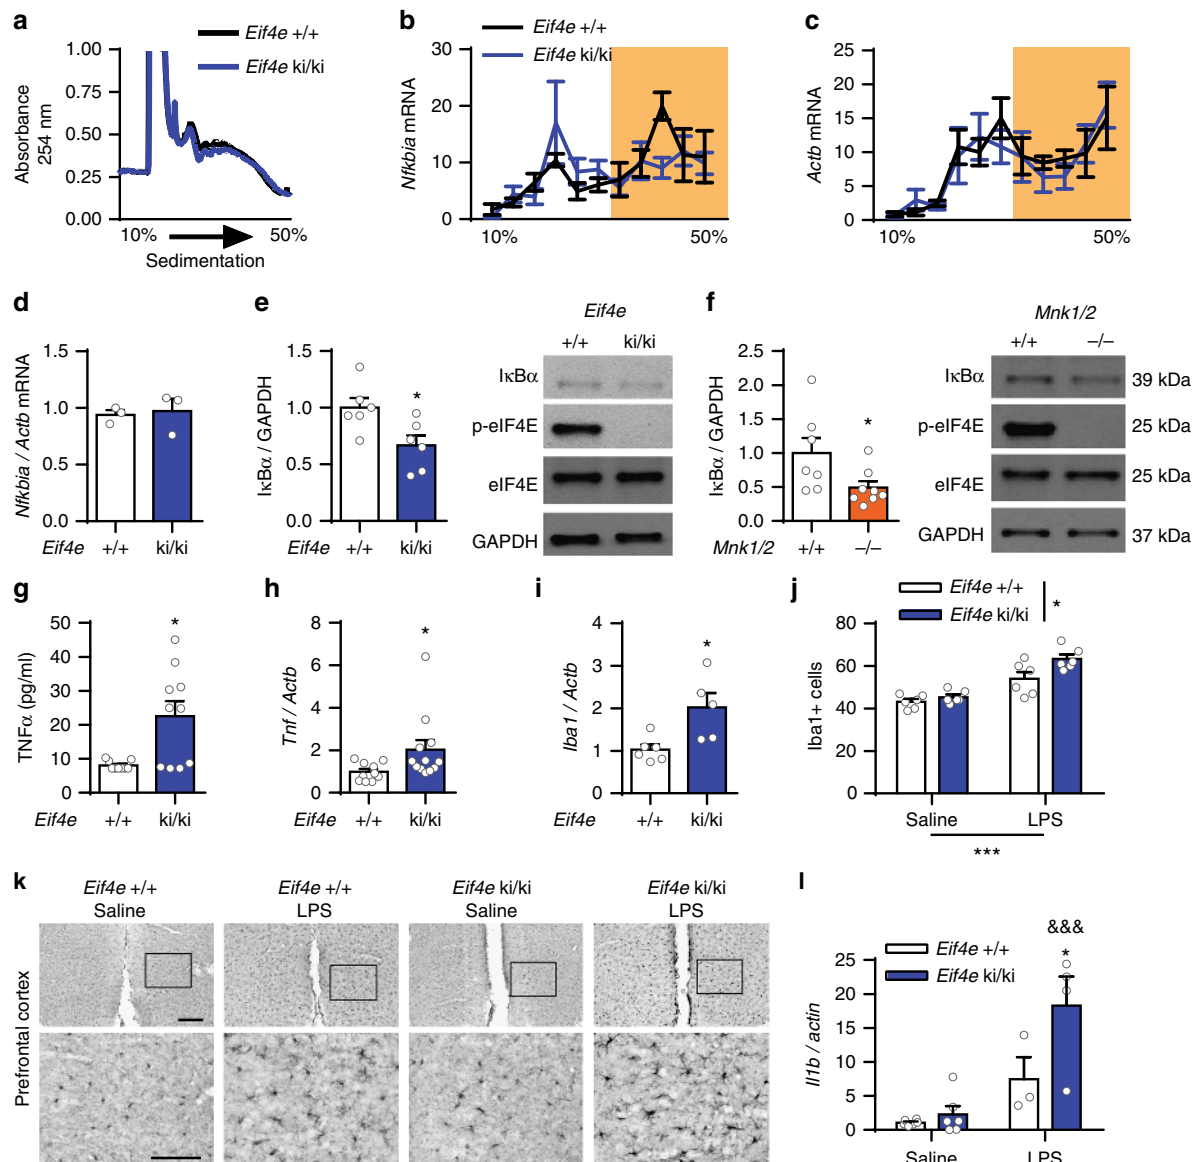 a
Eif4e +/+
Eif4e ki/ki
1.00
0.75
0.50
0.25
0.00
Absorbance
254 nm
10%
50%
Sedimentation
b
Eif4e +/+
Eif4e ki/ki
30
20
10
0
Nfkbia mRNA
10%
50%
c
25
20
15
10
5
0
Actb mRNA
10%
50%
d
1.5
1.0
0.5
0.0
Nfkbia / Actb mRNA
Eif4e +/+ ki/ki
e
1.5
1.0
0.5
0.0
IκBα / GAPDH
*
Eif4e +/+ ki/ki
Eif4e
+/+ ki/ki
IκBα
p-eIF4E
eIF4E
GAPDH
f
2.5
2.0
1.5
1.0
0.5
0.0
IκBα / GAPDH
*
Mnk1/2 +/+ –/–
Mnk1/2
+/+ –/–
IκBα 39 kDa
p-eIF4E 25 kDa
eIF4E 25 kDa
GAPDH 37 kDa
g
50
40
30
20
10
0
TNFα (pg/ml)
*
Eif4e +/+ ki/ki
h
8
6
4
2
0
Tnf / Actb
*
Eif4e +/+ ki/ki
i
4
3
2
1
0
Iba1 / Actb
*
Eif4e +/+ ki/ki
j
Eif4e +/+
Eif4e ki/ki
*
80
60
40
20
0
Iba1+ cells
Saline LPS
***
k
Eif4e +/+
Saline
Eif4e +/+
LPS
Eif4e ki/ki
Saline
Eif4e ki/ki
LPS
Prefrontal cortex
l
Eif4e +/+
Eif4e ki/ki
&&&
*
25
20
15
10
5
0
Il1b / actin
Saline LPS